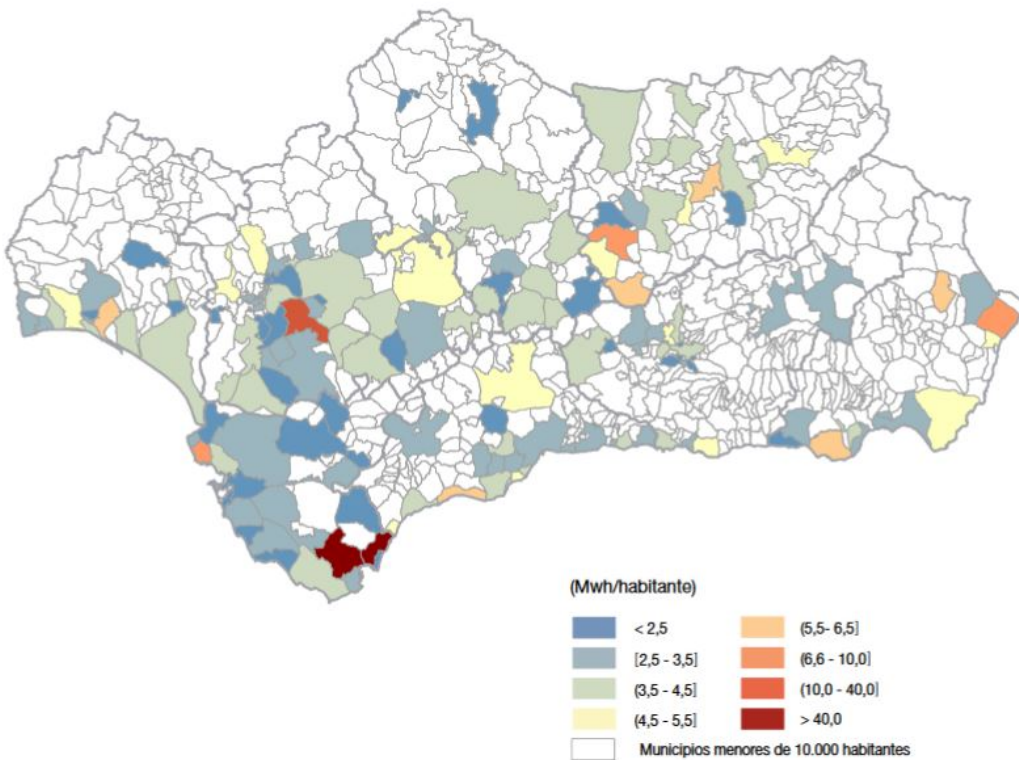 (Mwh/habitante)
< 2,5
[2,5 - 3,5]
(3,5 - 4,5]
(4,5 - 5,5]
(5,5- 6,5]
(6,6 - 10,0]
(10,0 - 40,0]
> 40,0
Municipios menores de 10.000 habitantes